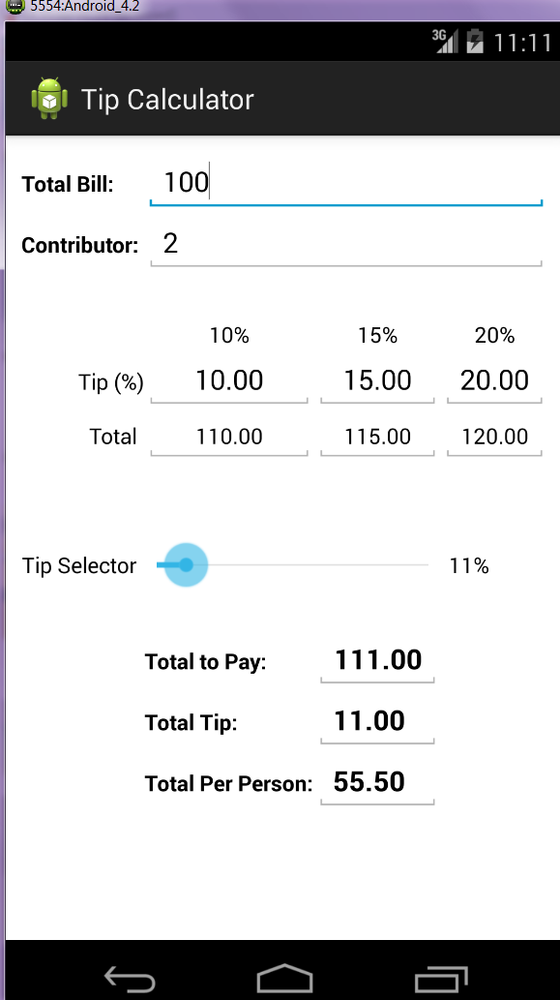 5554:Android_4.2
3G 11:11
Tip Calculator
Total Bill: 100
Contributor: 2
10% 15% 20%
Tip (%) 10.00 15.00 20.00
Total 110.00 115.00 120.00
Tip Selector 11%
Total to Pay: 111.00
Total Tip: 11.00
Total Per Person: 55.50